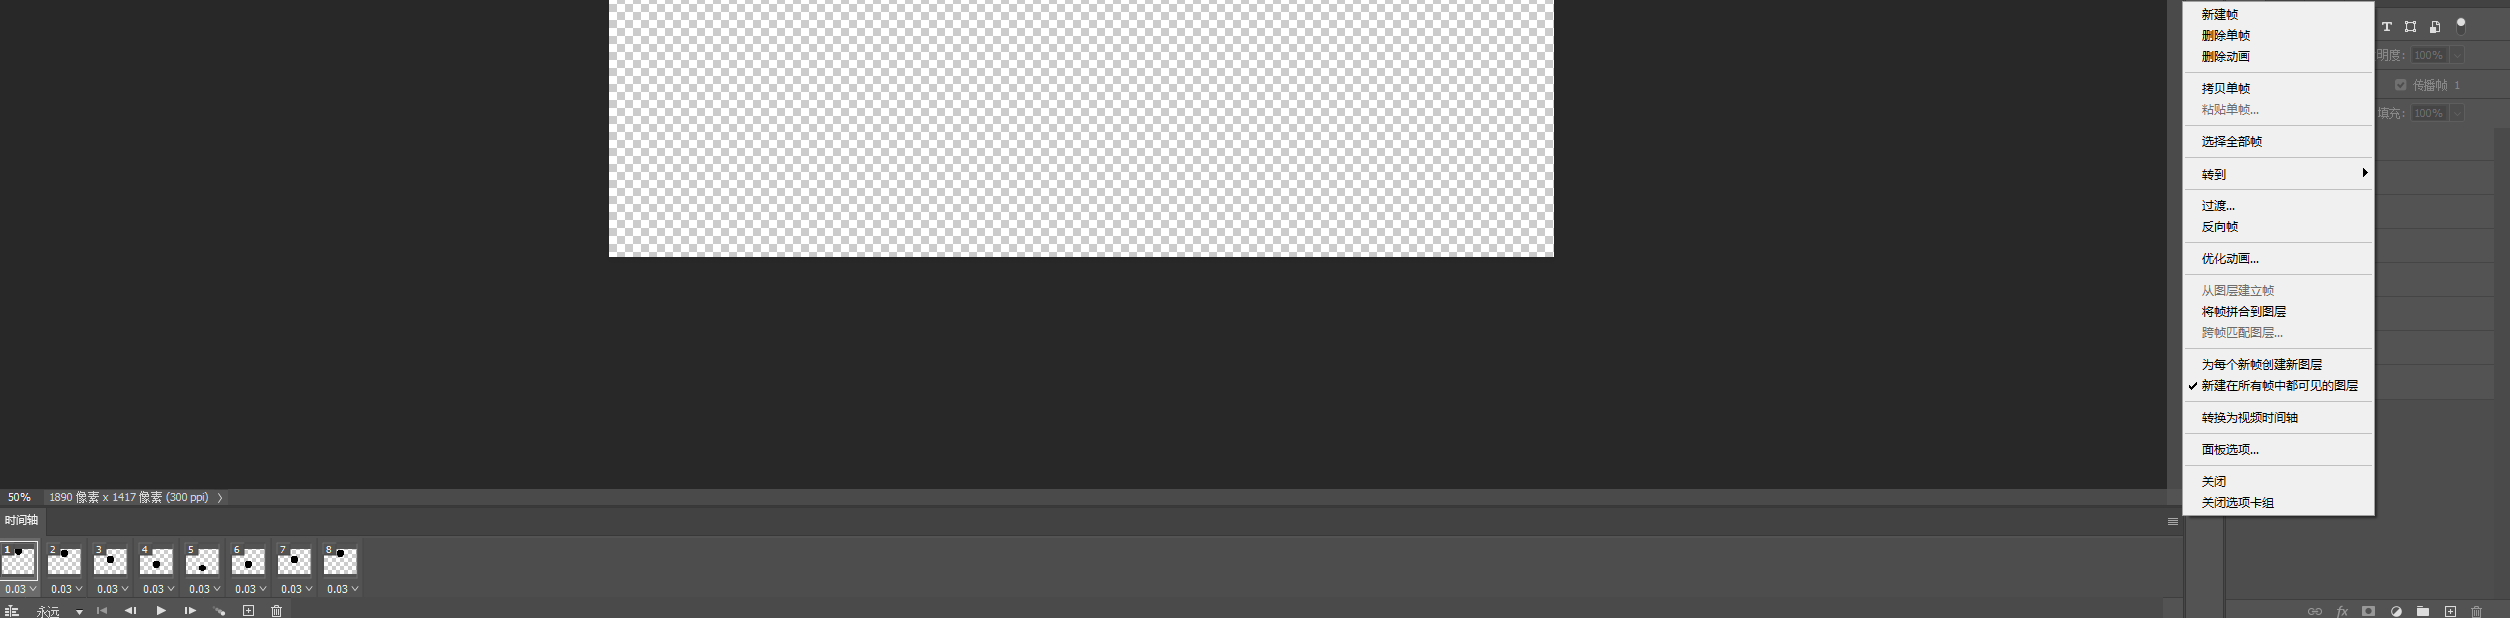 新建帧
删除单帧
删除动画
拷贝单帧
粘贴单帧...
选择全部帧
转到
过渡...
反向帧
优化动画...
从图层建立帧
将帧拼合到图层
跨帧匹配图层...
为每个新帧创建新图层
新建在所有帧中都可见的图层
转换为视频时间轴
面板选项...
关闭
关闭选项卡组
T
明度: 100%
传播帧 1
填充: 100%
50% 1890 像素 x 1417 像素 (300 ppi)
时间轴
1 2 3 4 5 6 7 8
0.03 0.03 0.03 0.03 0.03 0.03 0.03 0.03
永远
fx